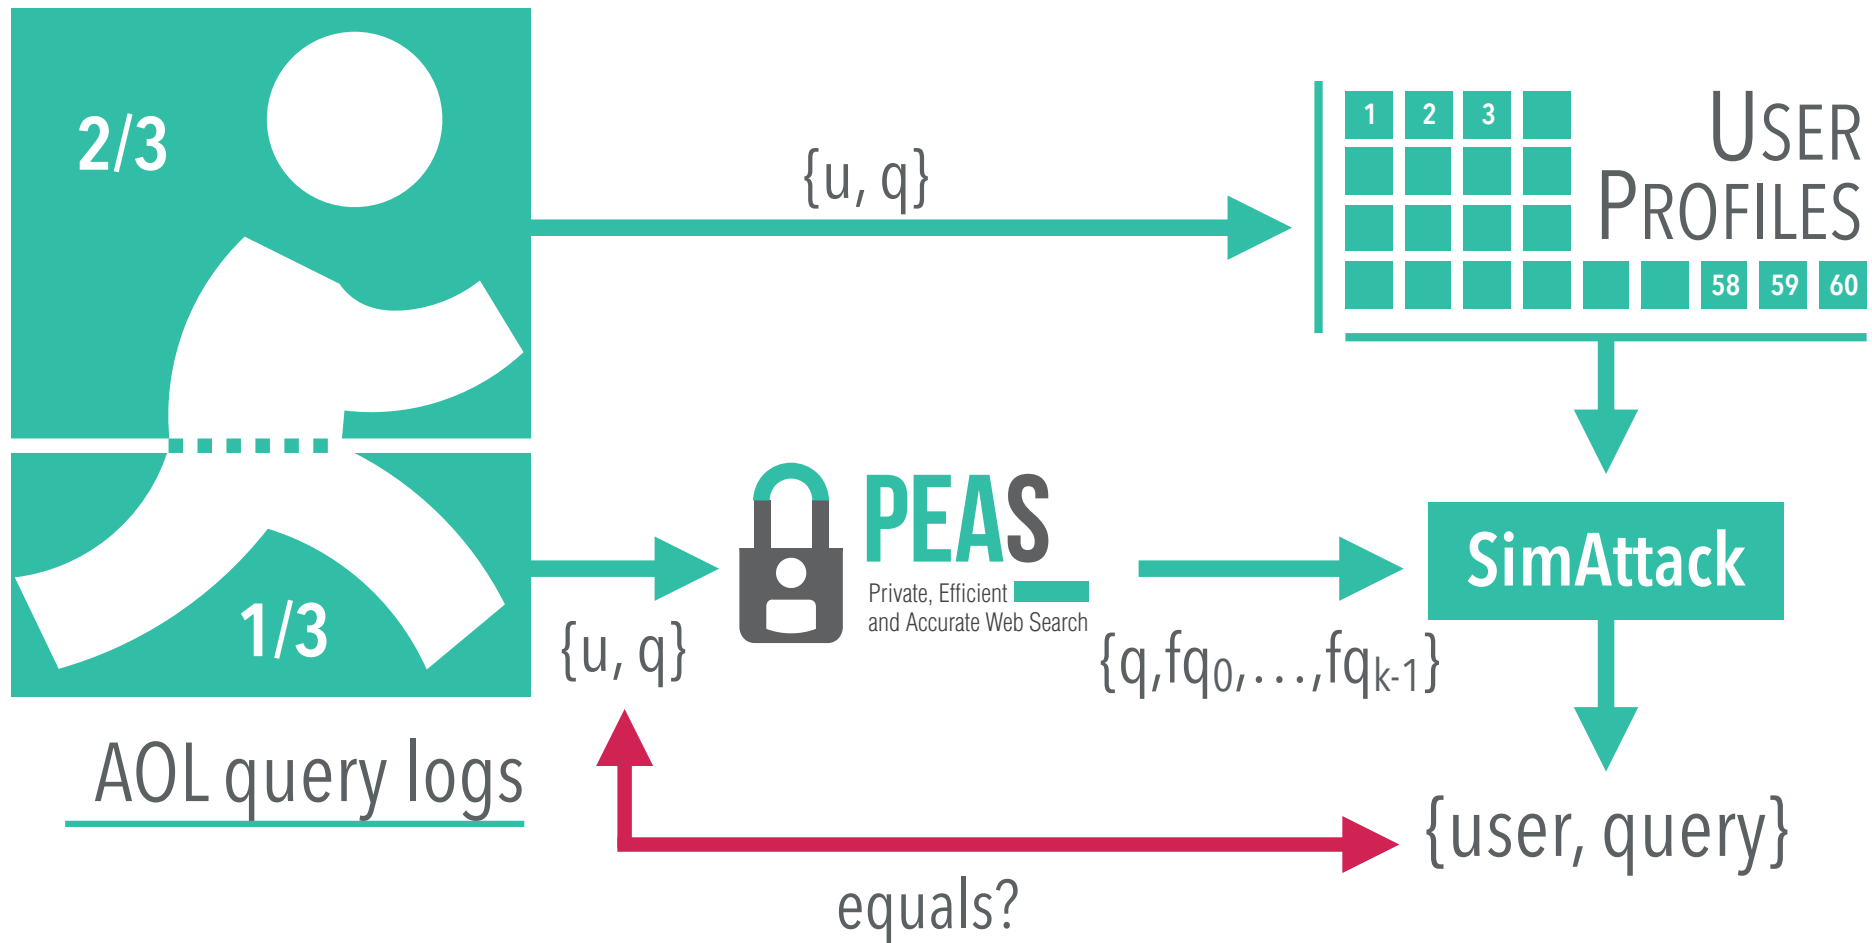 2/3
{u, q}
1 2 3
USER
PROFILES
58 59 60
1/3
AOL query logs
{u, q}
PEAS
Private, Efficient
and Accurate Web Search
{q,fq0,...,fqk-1}
SimAttack
{user, query}
equals?